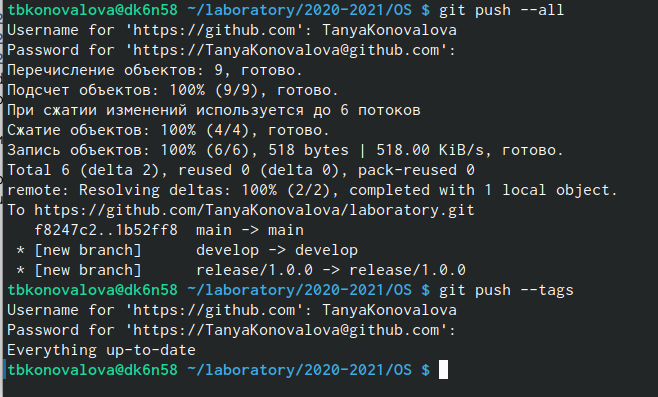 tbkonovalova@dk6n58 ~/laboratory/2020-2021/OS $ git push --all
Username for 'https://github.com': TanyaKonovalova
Password for 'https://TanyaKonovalova@github.com':
Перечисление объектов: 9, готово.
Подсчет объектов: 100% (9/9), готово.
При сжатии изменений используется до 6 потоков
Сжатие объектов: 100% (4/4), готово.
Запись объектов: 100% (6/6), 518 bytes | 518.00 KiB/s, готово.
Total 6 (delta 2), reused 0 (delta 0), pack-reused 0
remote: Resolving deltas: 100% (2/2), completed with 1 local object.
To https://github.com/TanyaKonovalova/laboratory.git
   f8247c2..1b52ff8  main -> main
 * [new branch]      develop -> develop
 * [new branch]      release/1.0.0 -> release/1.0.0
tbkonovalova@dk6n58 ~/laboratory/2020-2021/OS $ git push --tags
Username for 'https://github.com': TanyaKonovalova
Password for 'https://TanyaKonovalova@github.com':
Everything up-to-date
tbkonovalova@dk6n58 ~/laboratory/2020-2021/OS $